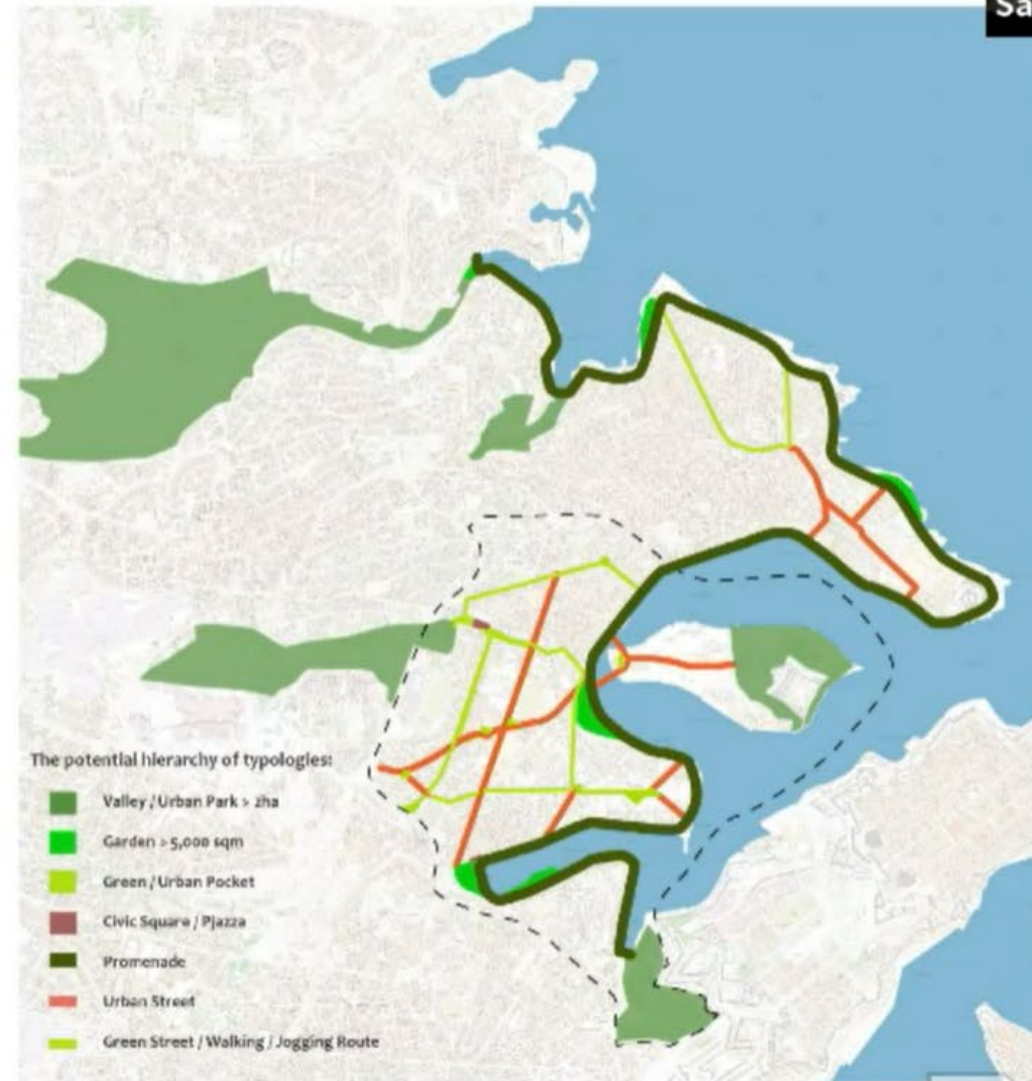 Sa
The potential hierarchy of typologies:
Valley / Urban Park > 2ha
Garden > 5,000 sqm
Green / Urban Pocket
Civic Square / Pjazza
Promenade
Urban Street
Green Street / Walking / Jogging Route